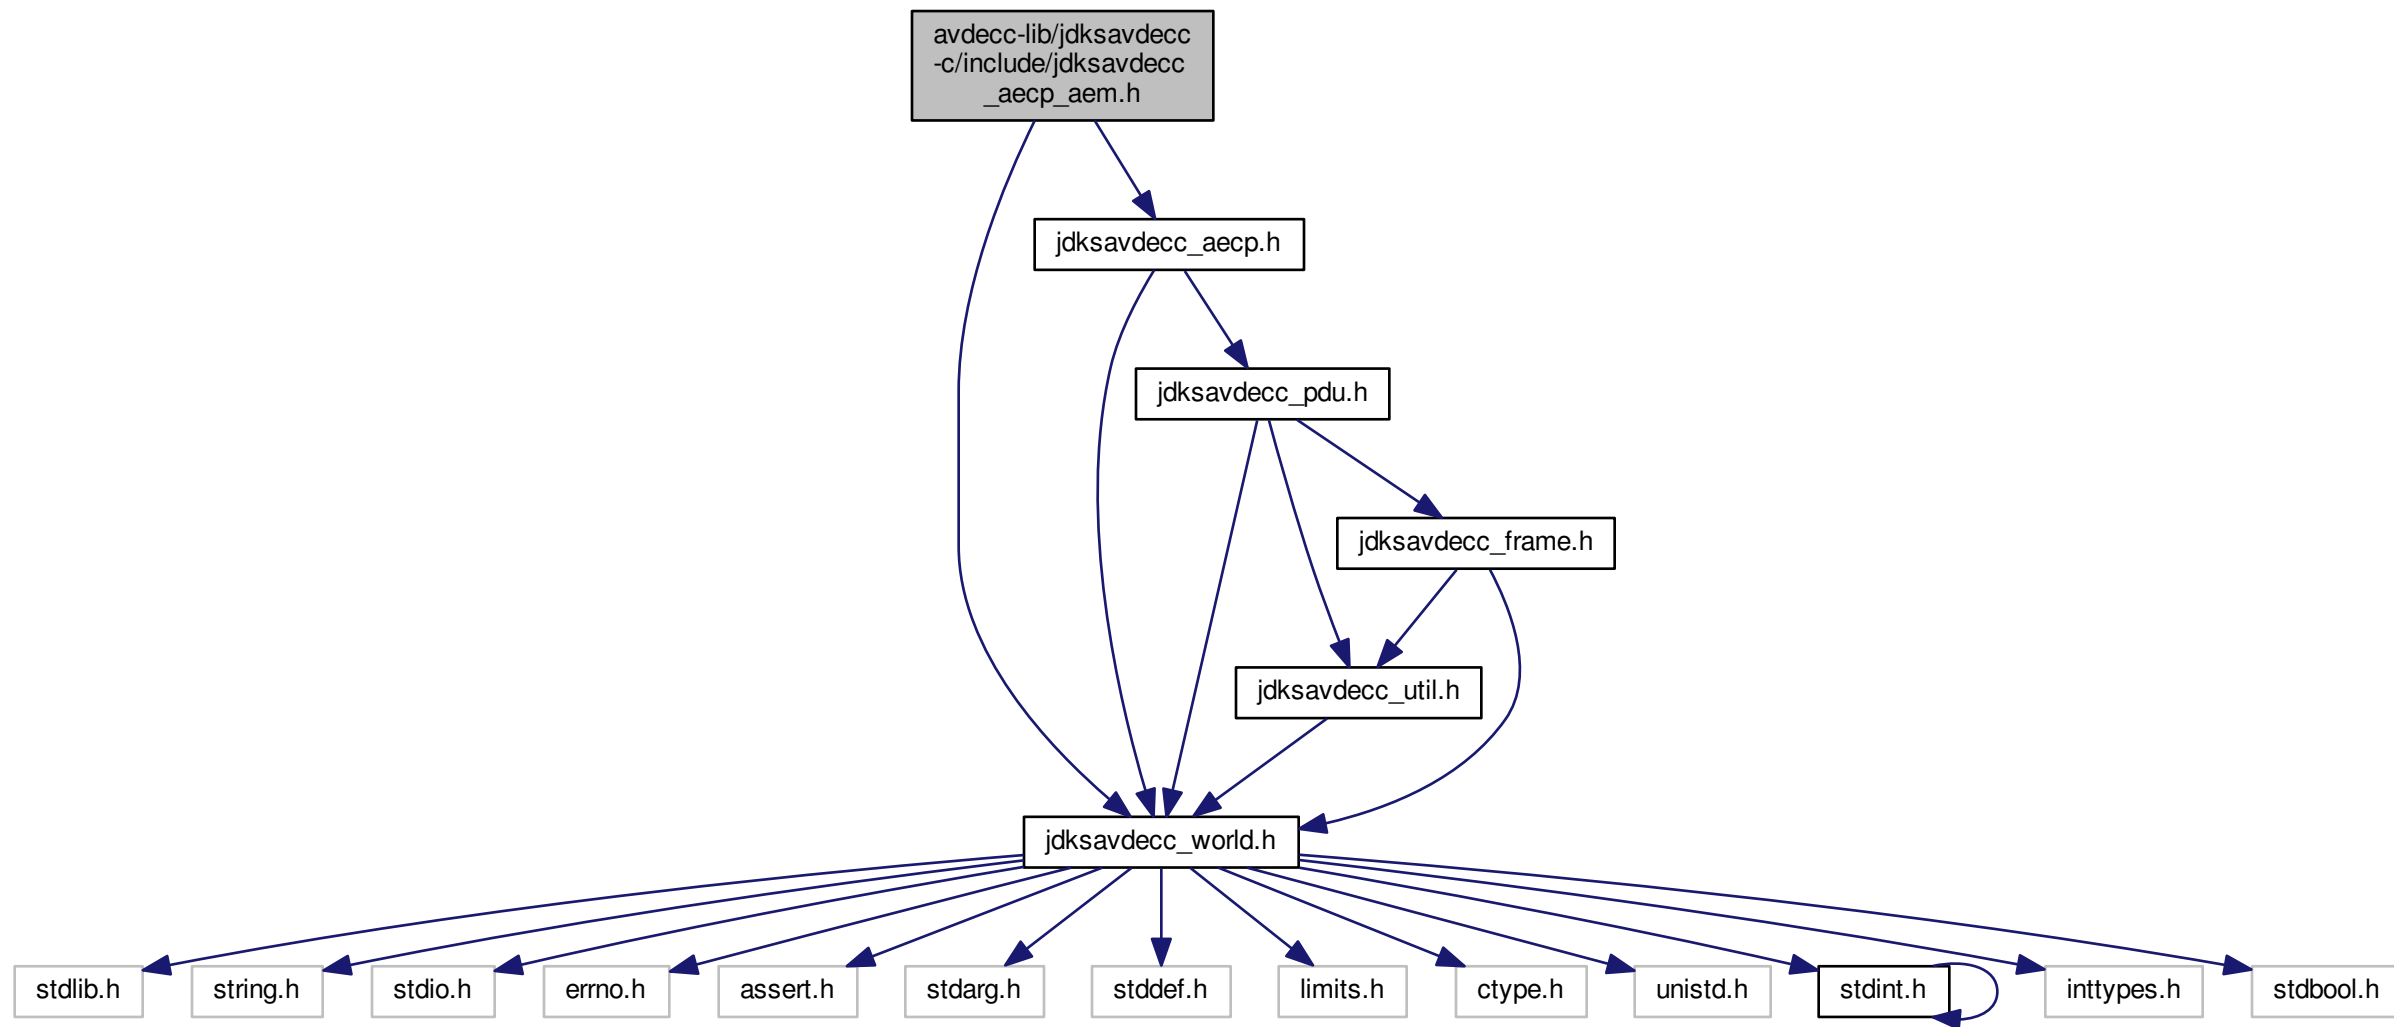 avdecc-lib/jdksavdecc
-c/include/jdksavdecc
_aecp_aem.h
jdksavdecc_aecp.h
jdksavdecc_pdu.h
jdksavdecc_frame.h
jdksavdecc_util.h
jdksavdecc_world.h
stdlib.h
string.h
stdio.h
errno.h
assert.h
stdarg.h
stddef.h
limits.h
ctype.h
unistd.h
stdint.h
inttypes.h
stdbool.h